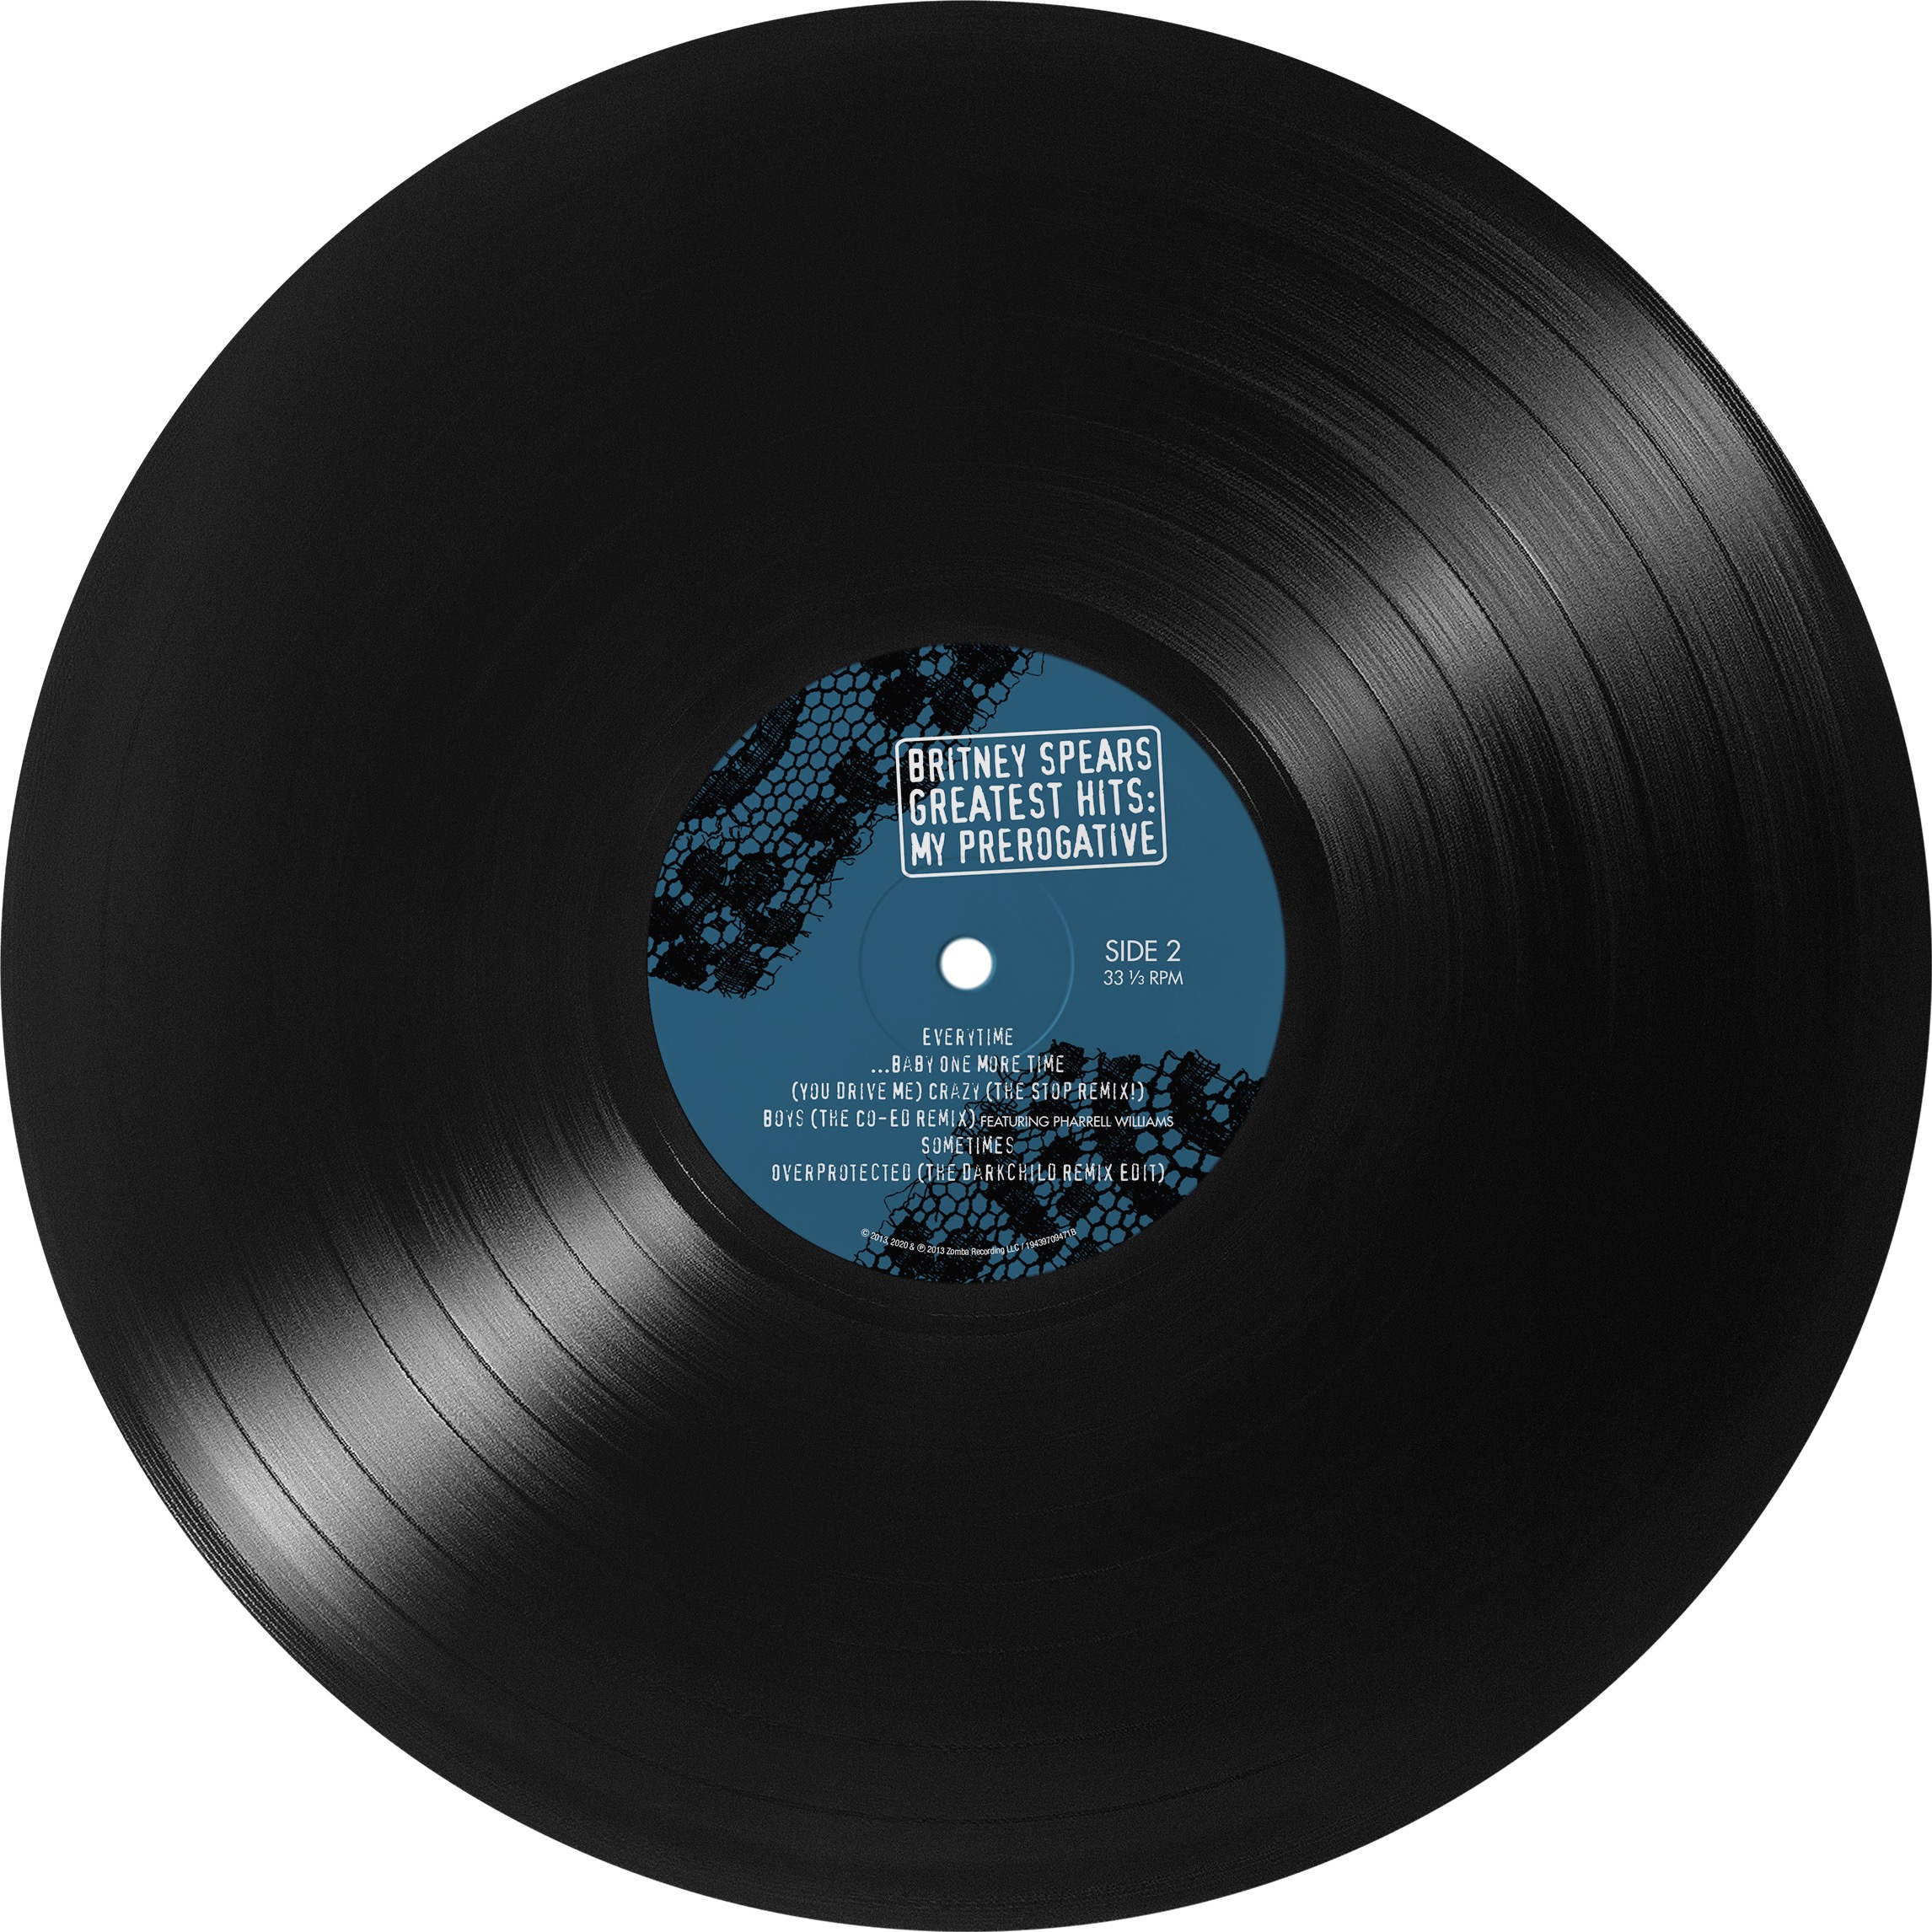 BRITNEY SPEARS
GREATEST HITS:
MY PREROGATIVE
SIDE 2
33 ⅓ RPM
EVERYTIME
...BABY ONE MORE TIME
(YOU DRIVE ME) CRAZY (THE STOP REMIX!)
BOYS (THE CO-ED REMIX) FEATURING PHARRELL WILLIAMS
SOMETIMES
OVERPROTECTED (THE DARKCHILD REMIX EDIT)
© 2013, 2020 & ℗ 2013 Zomba Recording LLC / 19439709471B